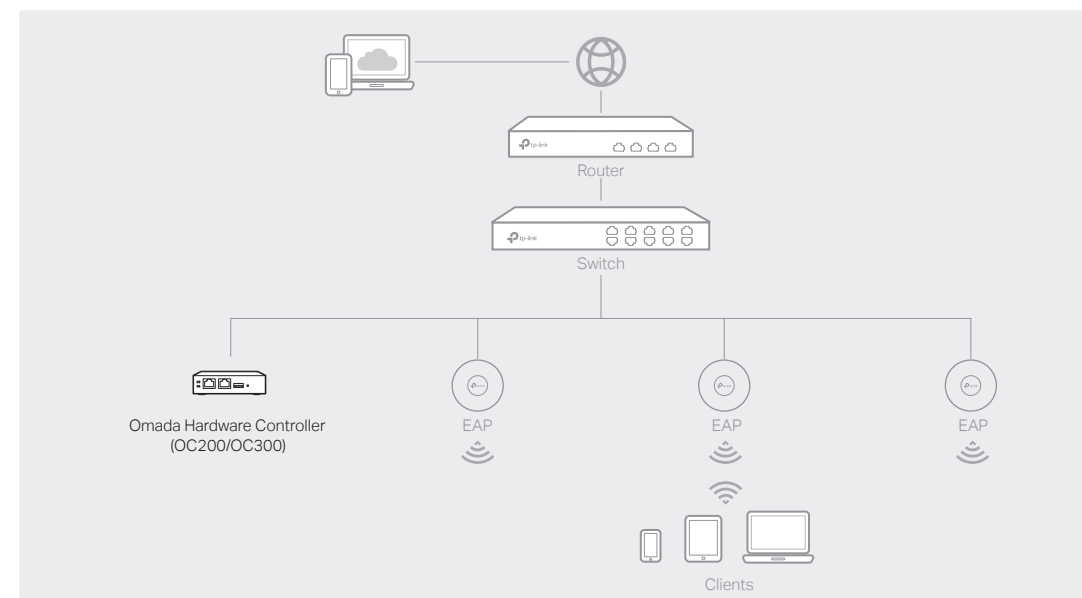 tp-link
Router
tp-link
Switch
Omada Hardware Controller
(OC200/OC300)
EAP
EAP
EAP
Clients